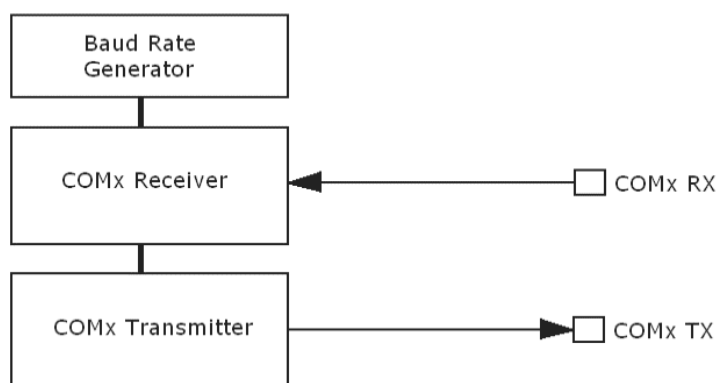 Baud Rate
Generator
COMx Receiver
COMx RX
COMx Transmitter
COMx TX